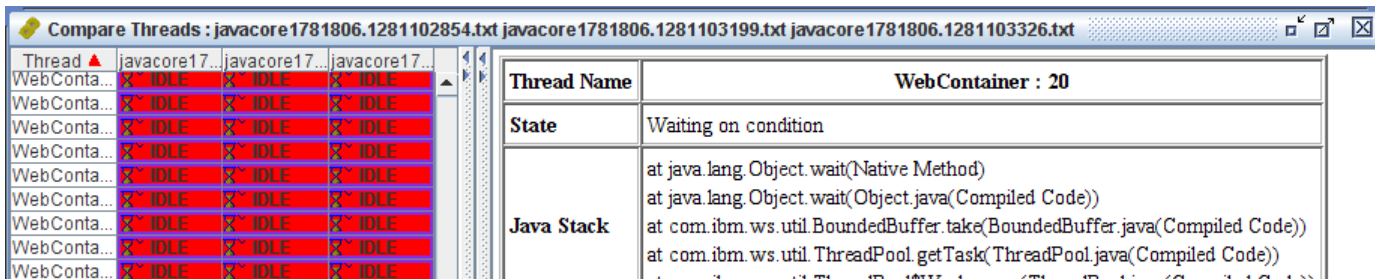 Compare Threads : javacore1781806.1281102854.txt javacore1781806.1281103199.txt javacore1781806.1281103326.txt
Thread javacore17... javacore17... javacore17...
WebConta... IDLE IDLE IDLE
WebConta... IDLE IDLE IDLE
WebConta... IDLE IDLE IDLE
WebConta... IDLE IDLE IDLE
WebConta... IDLE IDLE IDLE
WebConta... IDLE IDLE IDLE
WebConta... IDLE IDLE IDLE
WebConta... IDLE IDLE IDLE
WebConta... IDLE IDLE IDLE
Thread Name WebContainer : 20
State Waiting on condition
Java Stack
at java.lang.Object.wait(Native Method)
at java.lang.Object.wait(Object.java(Compiled Code))
at com.ibm.ws.util.BoundedBuffer.take(BoundedBuffer.java(Compiled Code))
at com.ibm.ws.util.ThreadPool.getTask(ThreadPool.java(Compiled Code))